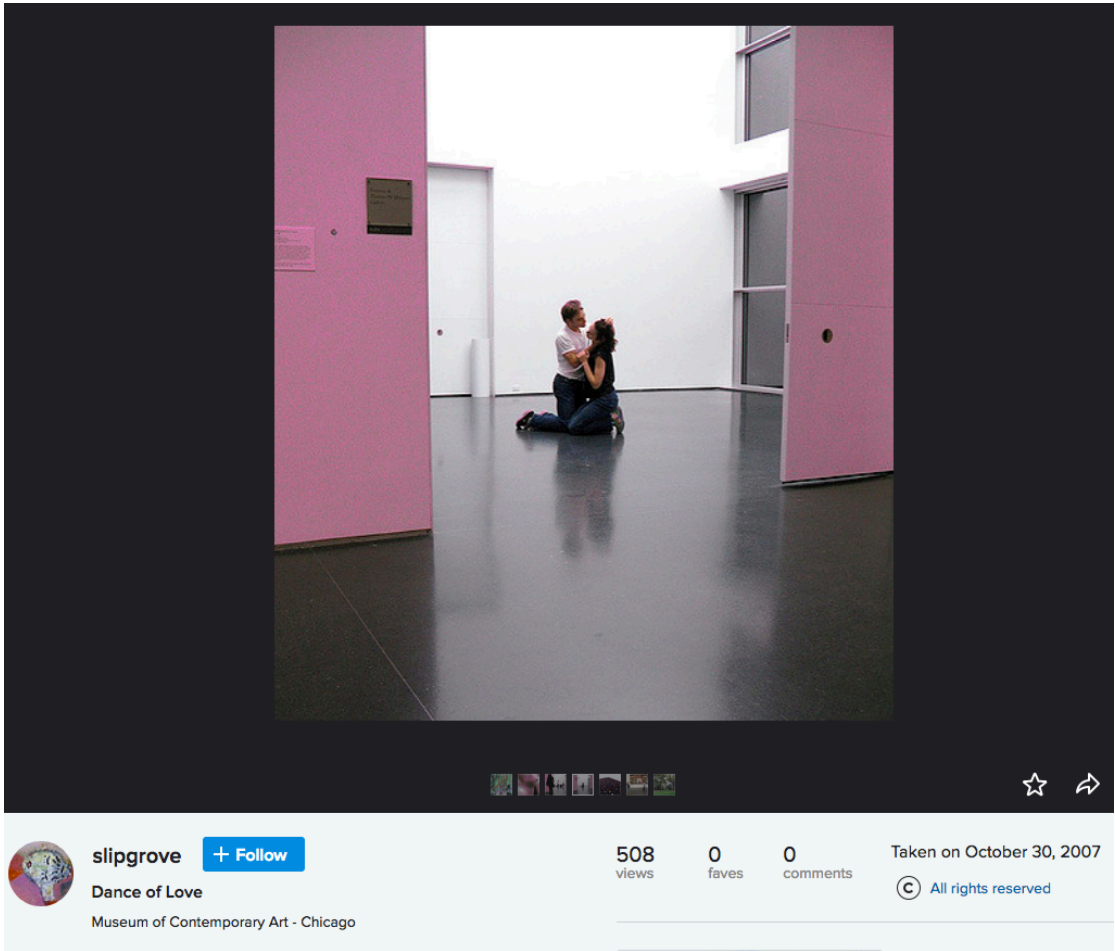 slipgrove
+ Follow
Dance of Love
Museum of Contemporary Art - Chicago
508
views
0
faves
0
comments
Taken on October 30, 2007
All rights reserved